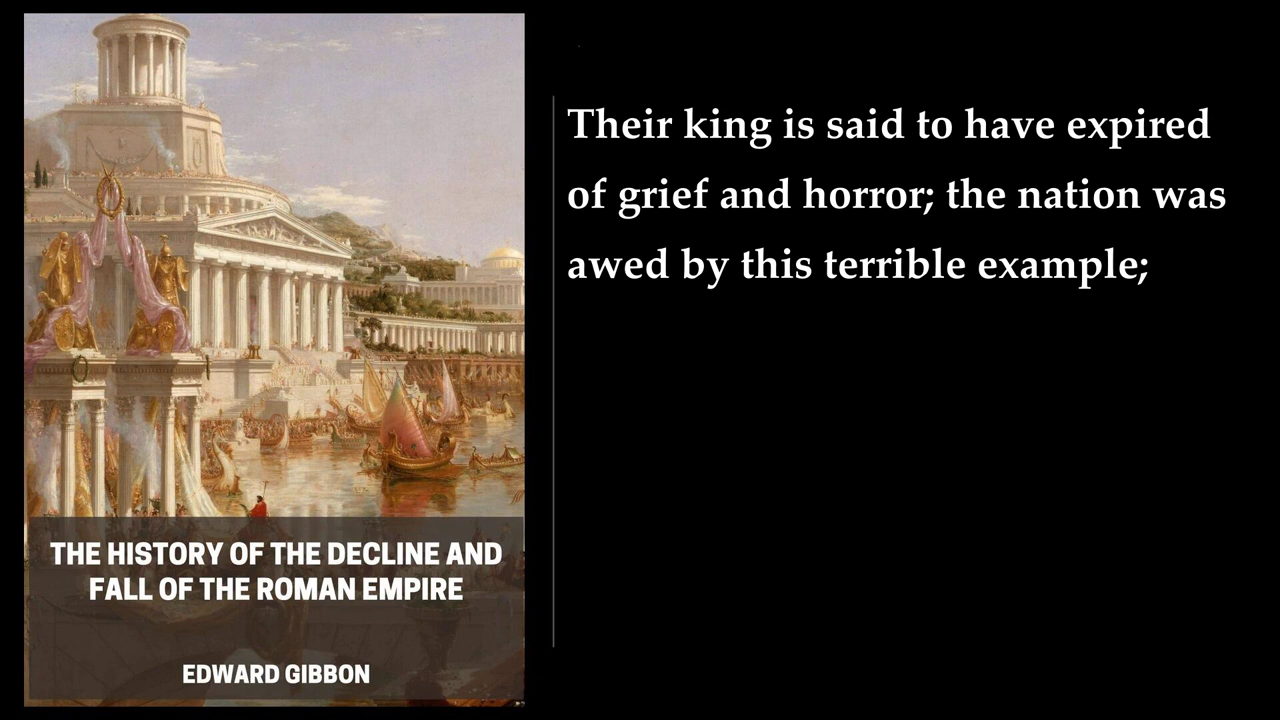 THE HISTORY OF THE DECLINE AND
FALL OF THE ROMAN EMPIRE
EDWARD GIBBON
Their king is said to have expired
of grief and horror; the nation was
awed by this terrible example;